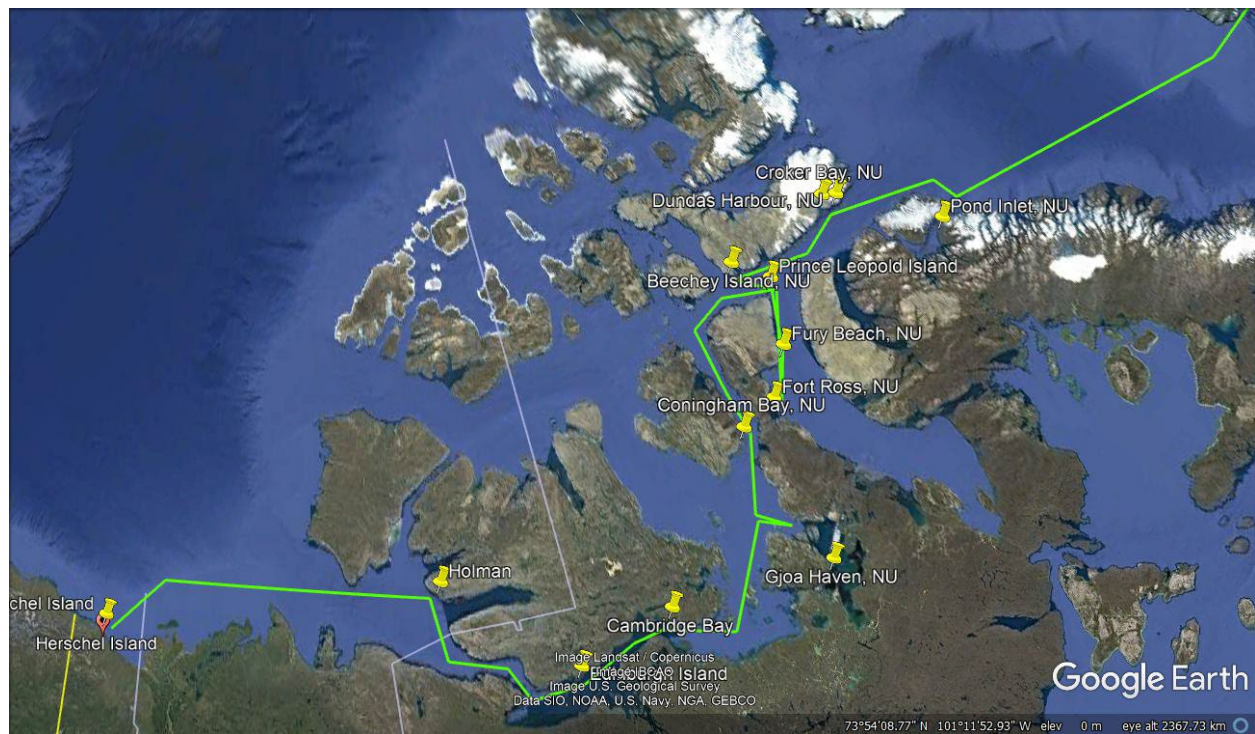 Croker Bay, NU
Dundas Harbour, NU
Pond Inlet, NU
Prince Leopold Island
Beechey Island, NU
Fury Beach, NU
Fort Ross, NU
Coningham Bay, NU
Holman
Gjoa Haven, NU
chel Island
Herschel Island
Cambridge Bay
Image Landsat / Copernicus
Island
Image U.S. Geological Survey
Data SIO, NOAA, U.S. Navy, NGA, GEBCO
Google Earth
73°54'08.77" N 101°11'52.93" W elev 0 m eye alt 2367.73 km